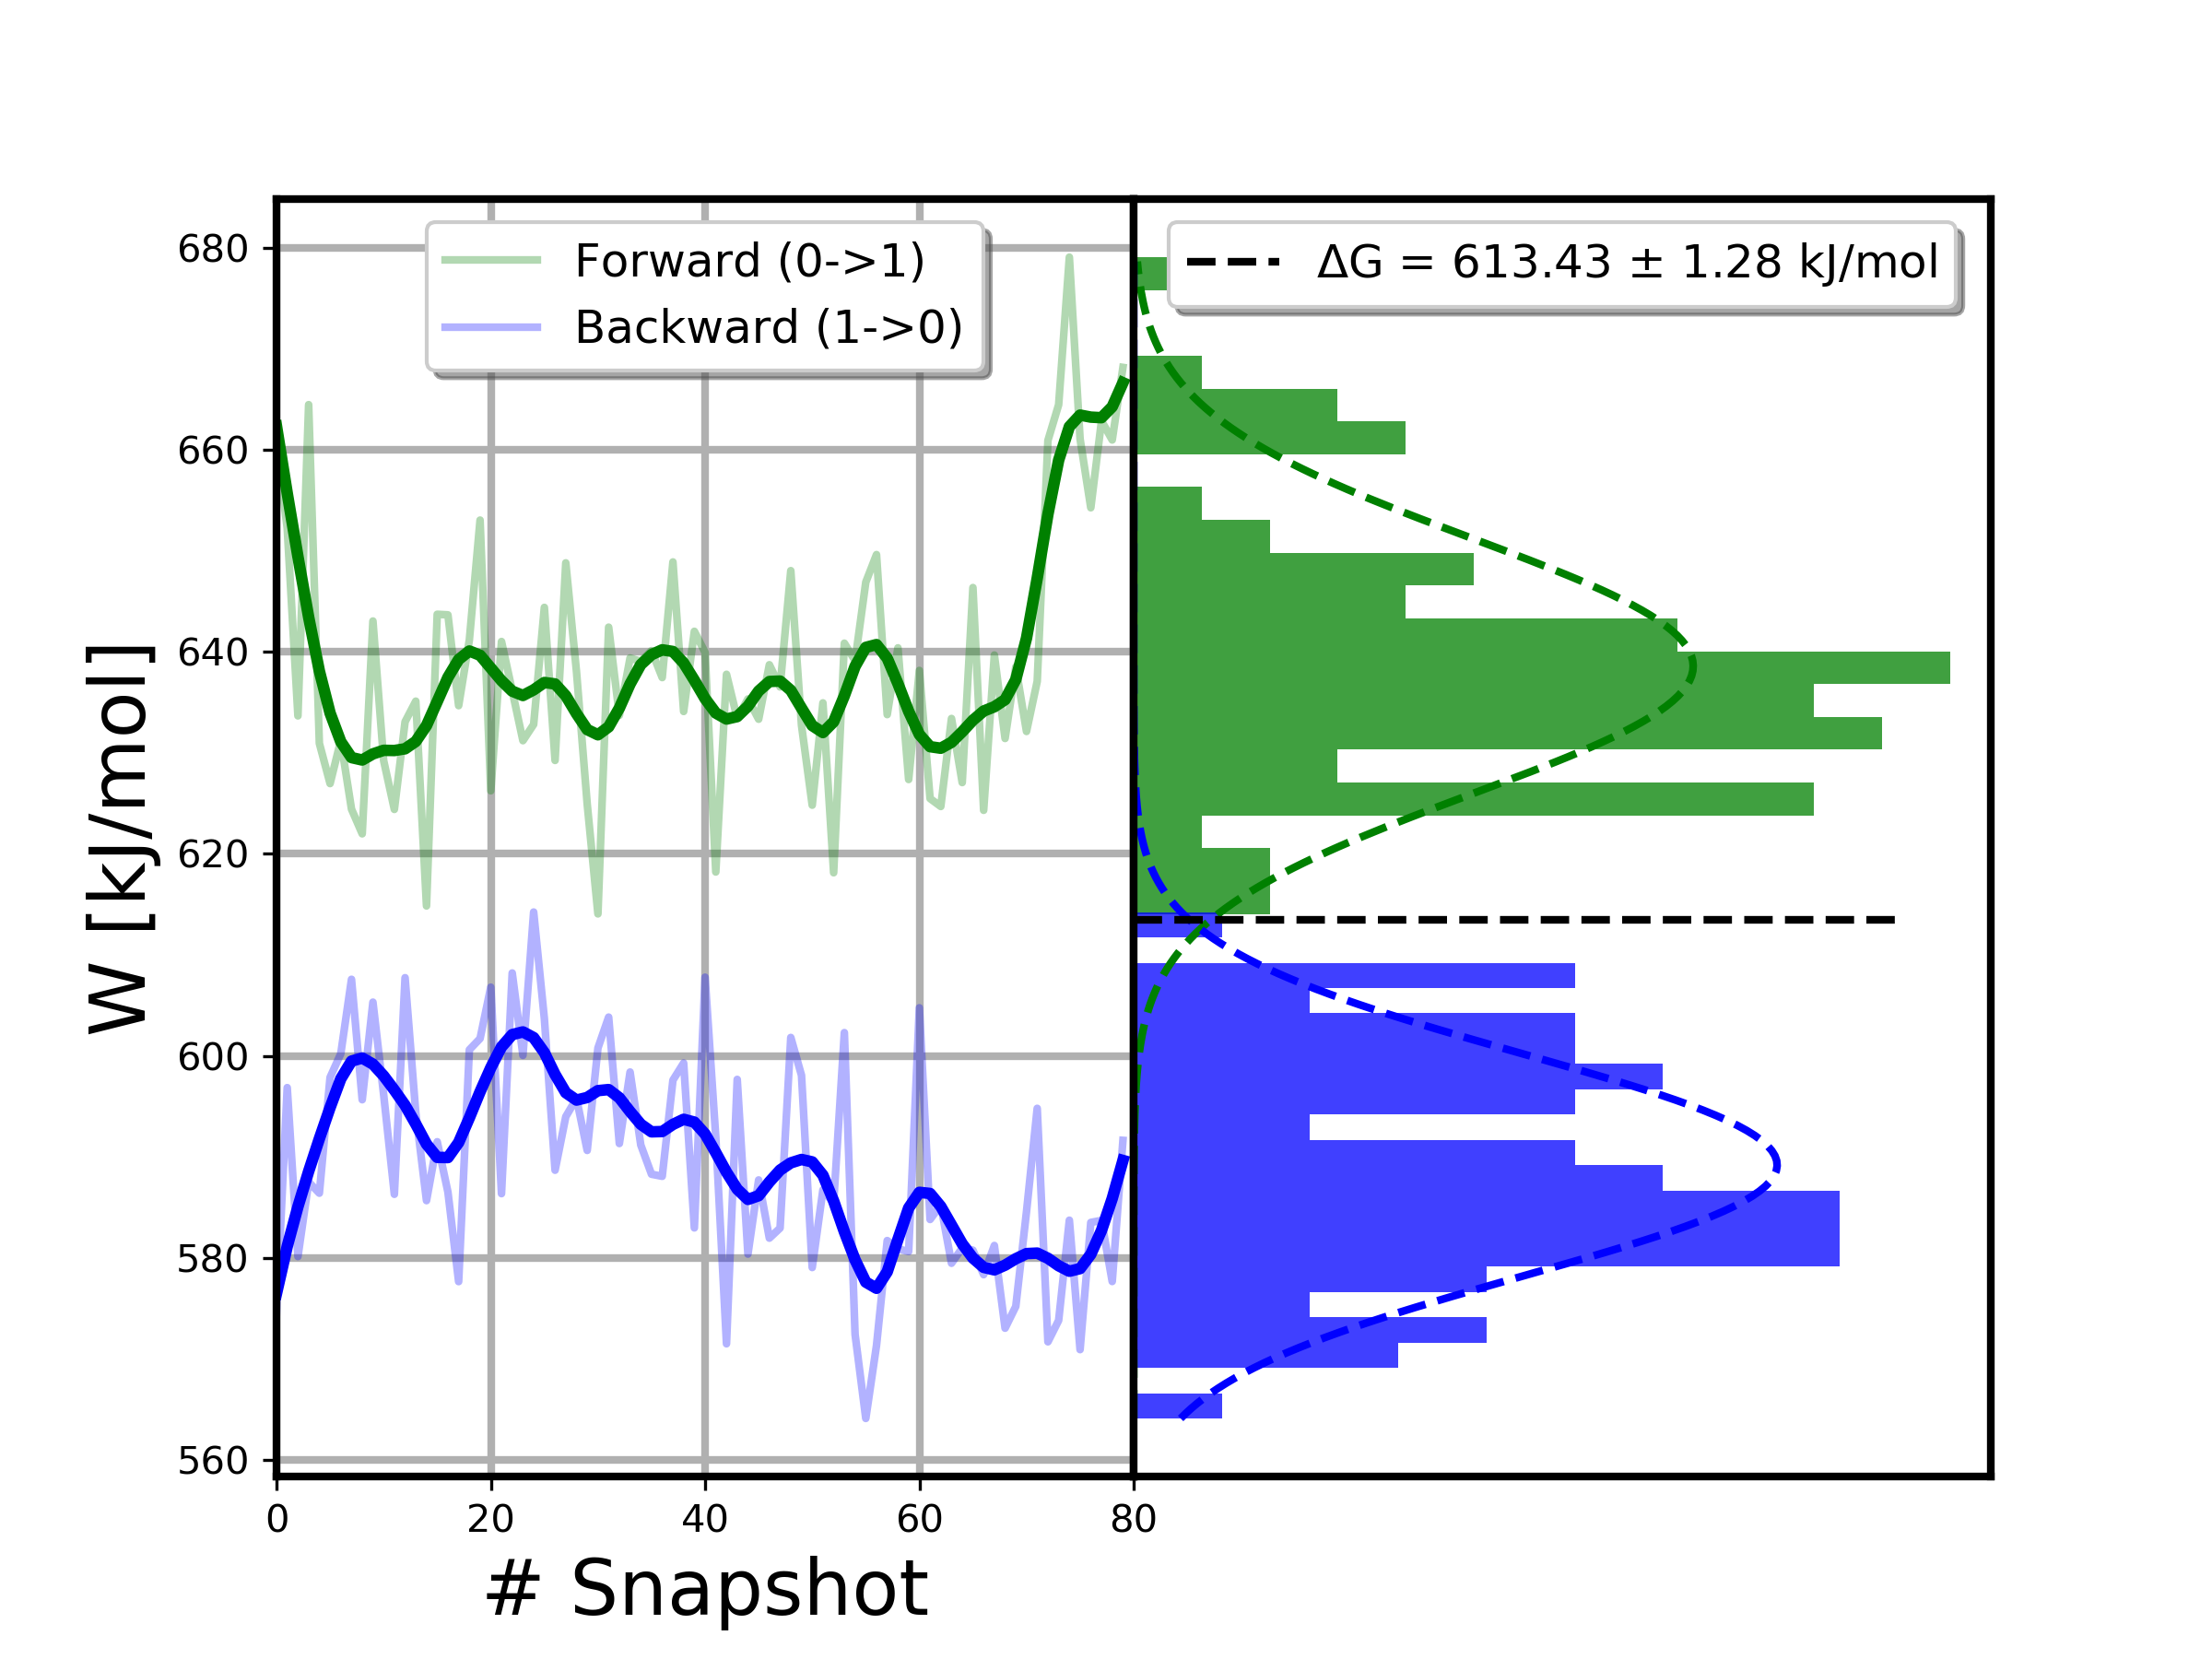 Forward (0->1)
Backward (1->0)
ΔG = 613.43 ± 1.28 kJ/mol
W [kJ/mol]
680
660
640
620
600
580
560
0 20 40 60 80
# Snapshot